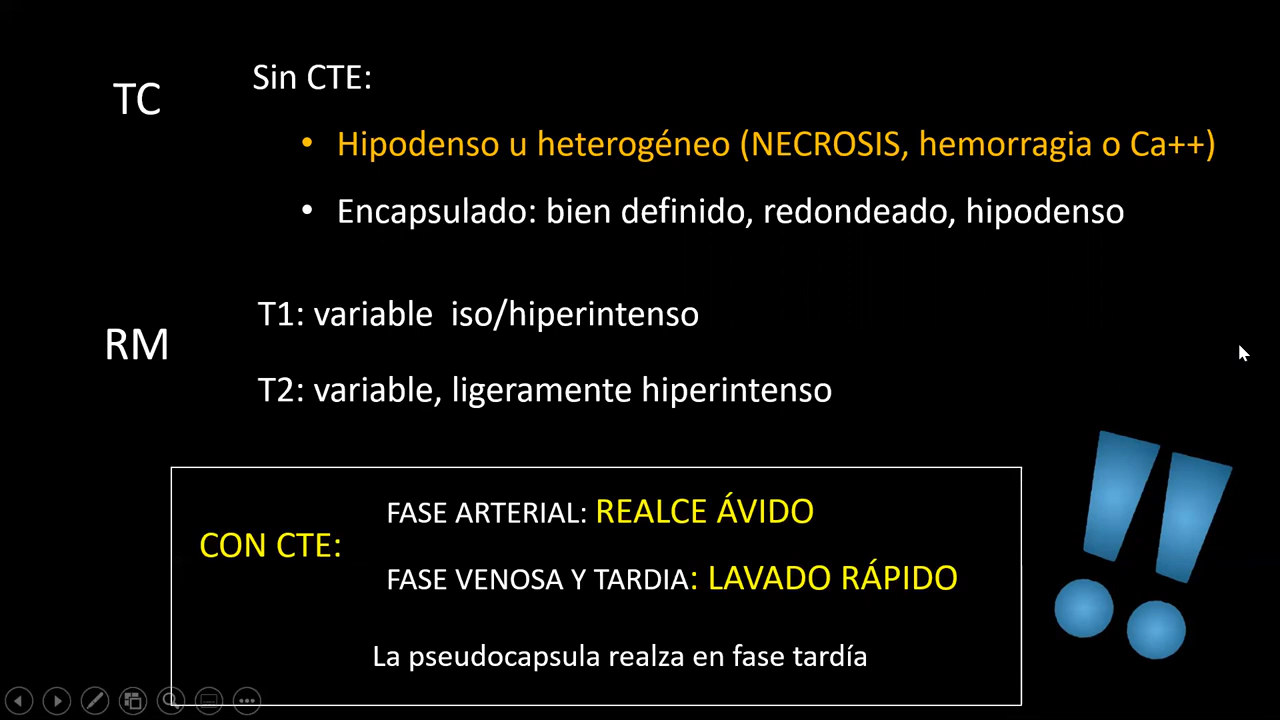 TC
Sin CTE:
• Hipodenso u heterogéneo (NECROSIS, hemorragia o Ca++)
• Encapsulado: bien definido, redondeado, hipodenso
RM
T1: variable iso/hiperintenso
T2: variable, ligeramente hiperintenso
CON CTE:
FASE ARTERIAL: REALCE ÁVIDO
FASE VENOSA Y TARDIA: LAVADO RÁPIDO
La pseudocapsula realza en fase tardía